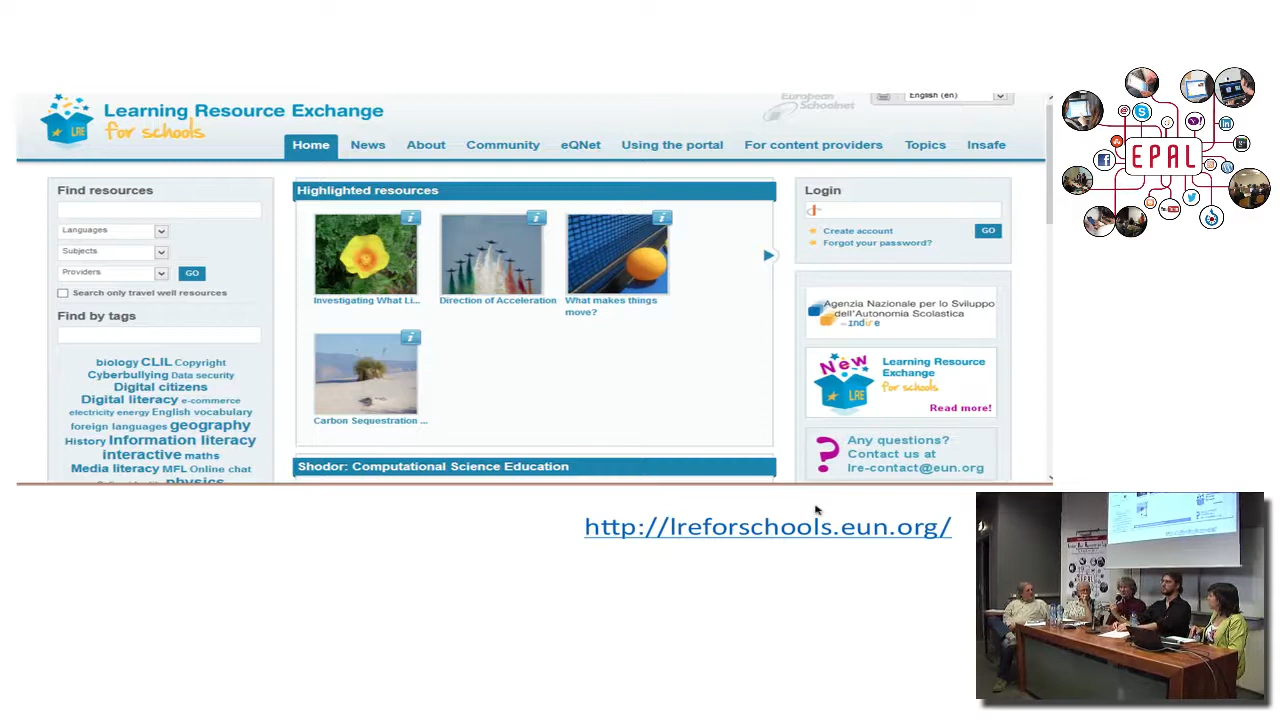 Learning Resource Exchange
for schools
LRE
European
Schoolnet
English (en)
Home News About Community eQNet Using the portal For content providers Topics Insafe
Find resources
Languages
Subjects
Providers
GO
Search only travel well resources
Find by tags
biology CLIL Copyright
Cyberbullying Data security
Digital citizens
Digital literacy e-commerce
electricity energy English vocabulary
foreign languages geography
History Information literacy
interactive maths
Media literacy MFL Online chat
physics
Highlighted resources
Investigating What Li...
Direction of Acceleration
What makes things
move?
Carbon Sequestration ...
Shodor: Computational Science Education
Login
Create account
Forgot your password?
GO
Agenzia Nazionale per lo Sviluppo
dell'Autonomia Scolastica
indire
New
Learning Resource
Exchange
for schools
LRE
Read more!
Any questions?
Contact us at
lre-contact@eun.org
EPAL
http://lreforschools.eun.org/